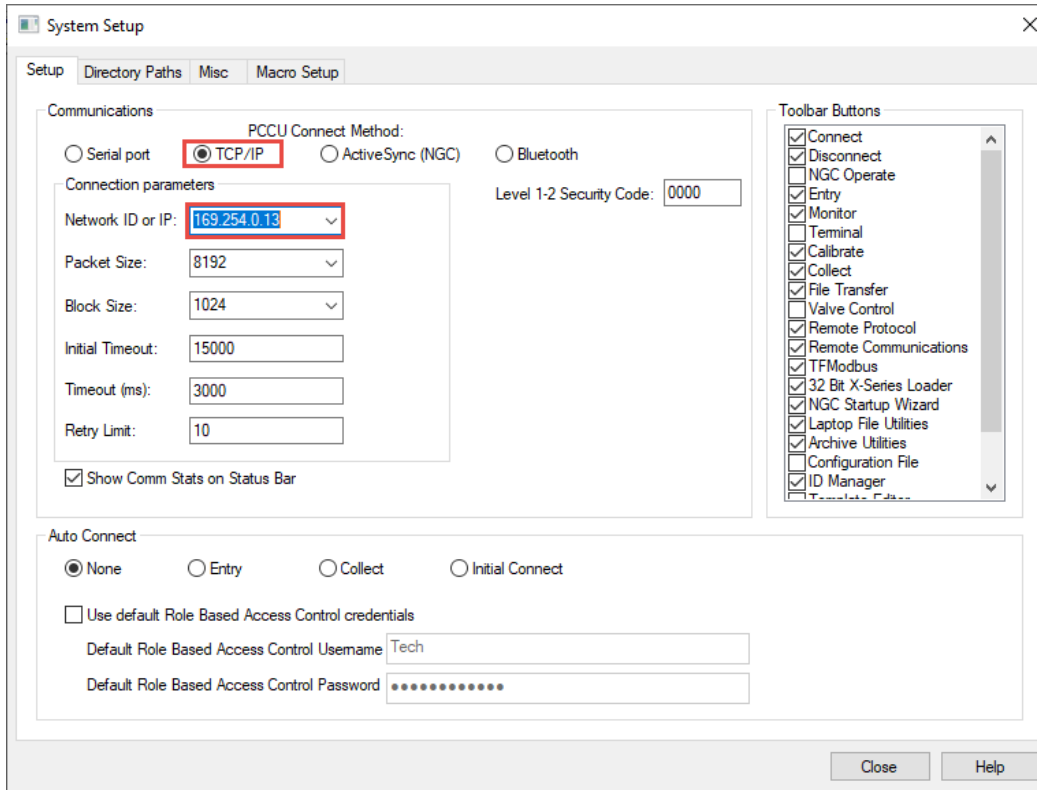 System Setup
Setup
Directory Paths
Misc
Macro Setup
Communications
PCCU Connect Method:
Serial port
TCP/IP
ActiveSync (NGC)
Bluetooth
Connection parameters
Network ID or IP:
169.254.0.13
Packet Size:
8192
Block Size:
1024
Initial Timeout:
15000
Timeout (ms):
3000
Retry Limit:
10
Show Comm Stats on Status Bar
Level 1-2 Security Code:
0000
Toolbar Buttons
Connect
Disconnect
NGC Operate
Entry
Monitor
Terminal
Calibrate
Collect
File Transfer
Valve Control
Remote Protocol
Remote Communications
TFModbus
32 Bit X-Series Loader
NGC Startup Wizard
Laptop File Utilities
Archive Utilities
Configuration File
ID Manager
Template Editor
Auto Connect
None
Entry
Collect
Initial Connect
Use default Role Based Access Control credentials
Default Role Based Access Control Username
Tech
Default Role Based Access Control Password
••••••••••••
Close
Help